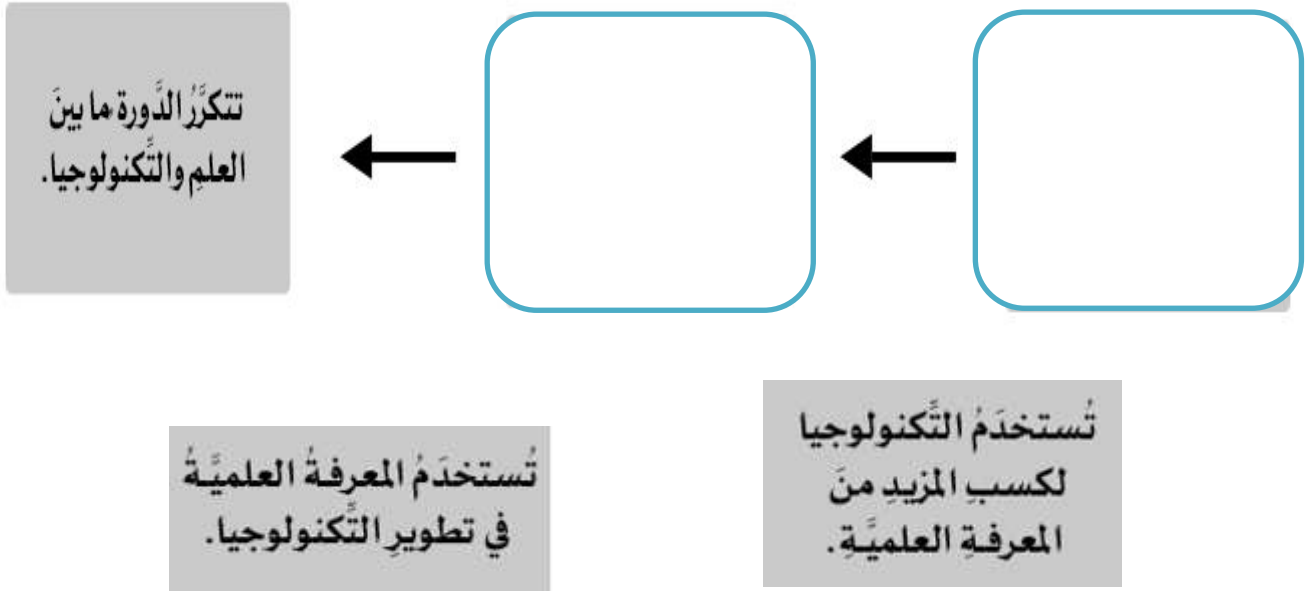 تتكرَّرُ الدَّورة ما بينَ
العلمِ والتِّكنولوجيا.
تُستخدَمُ التِّكنولوجيا
لكسبِ المزيدِ منَ
المعرفةِ العلميَّةِ.
تُستخدَمُ المعرفةُ العلميَّةُ
في تطويرِ التِّكنولوجيا.